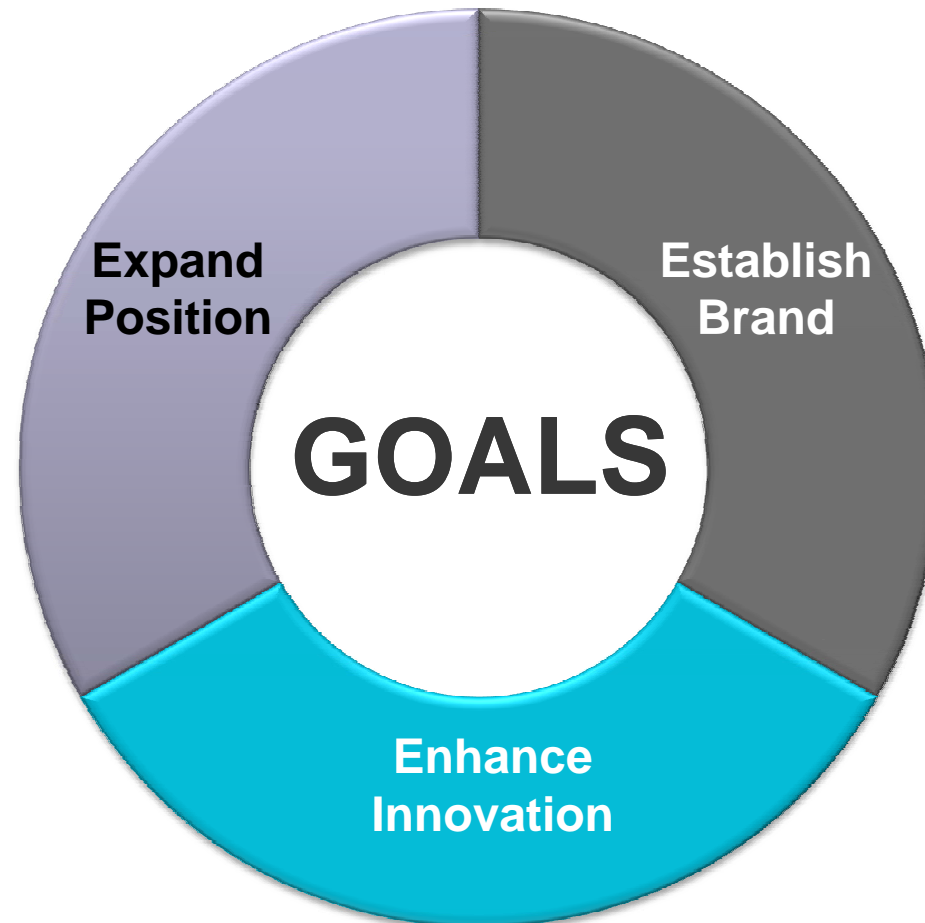 Expand
Position
Establish
Brand
GOALS
Enhance
Innovation